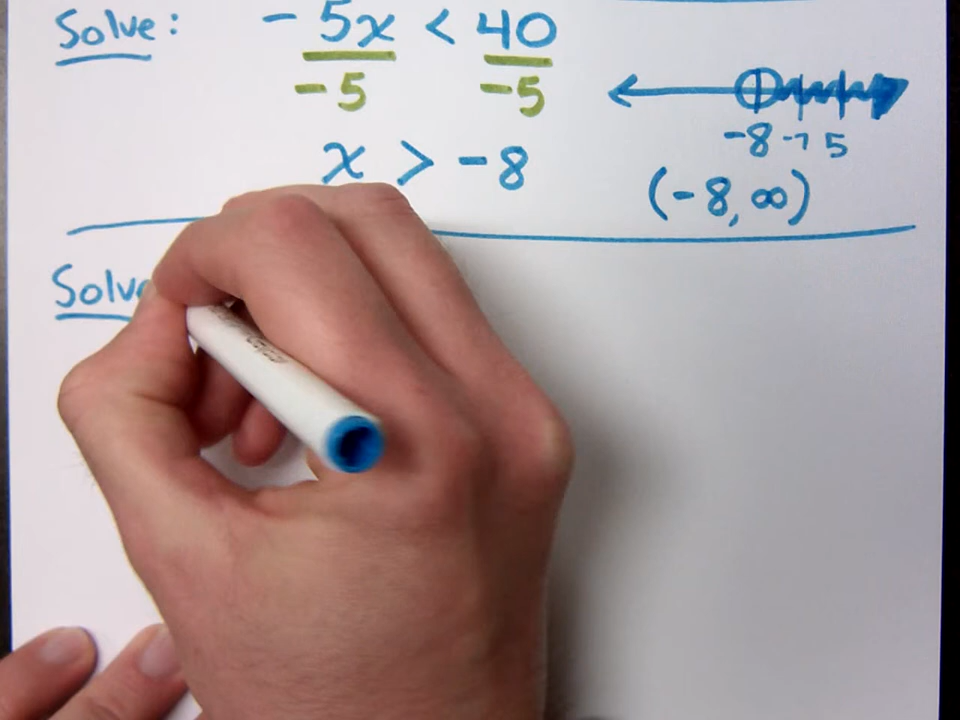 Solve: -5x < 40
-5 -5
x > -8
-8 -7 5
(-8, ∞)
Solve